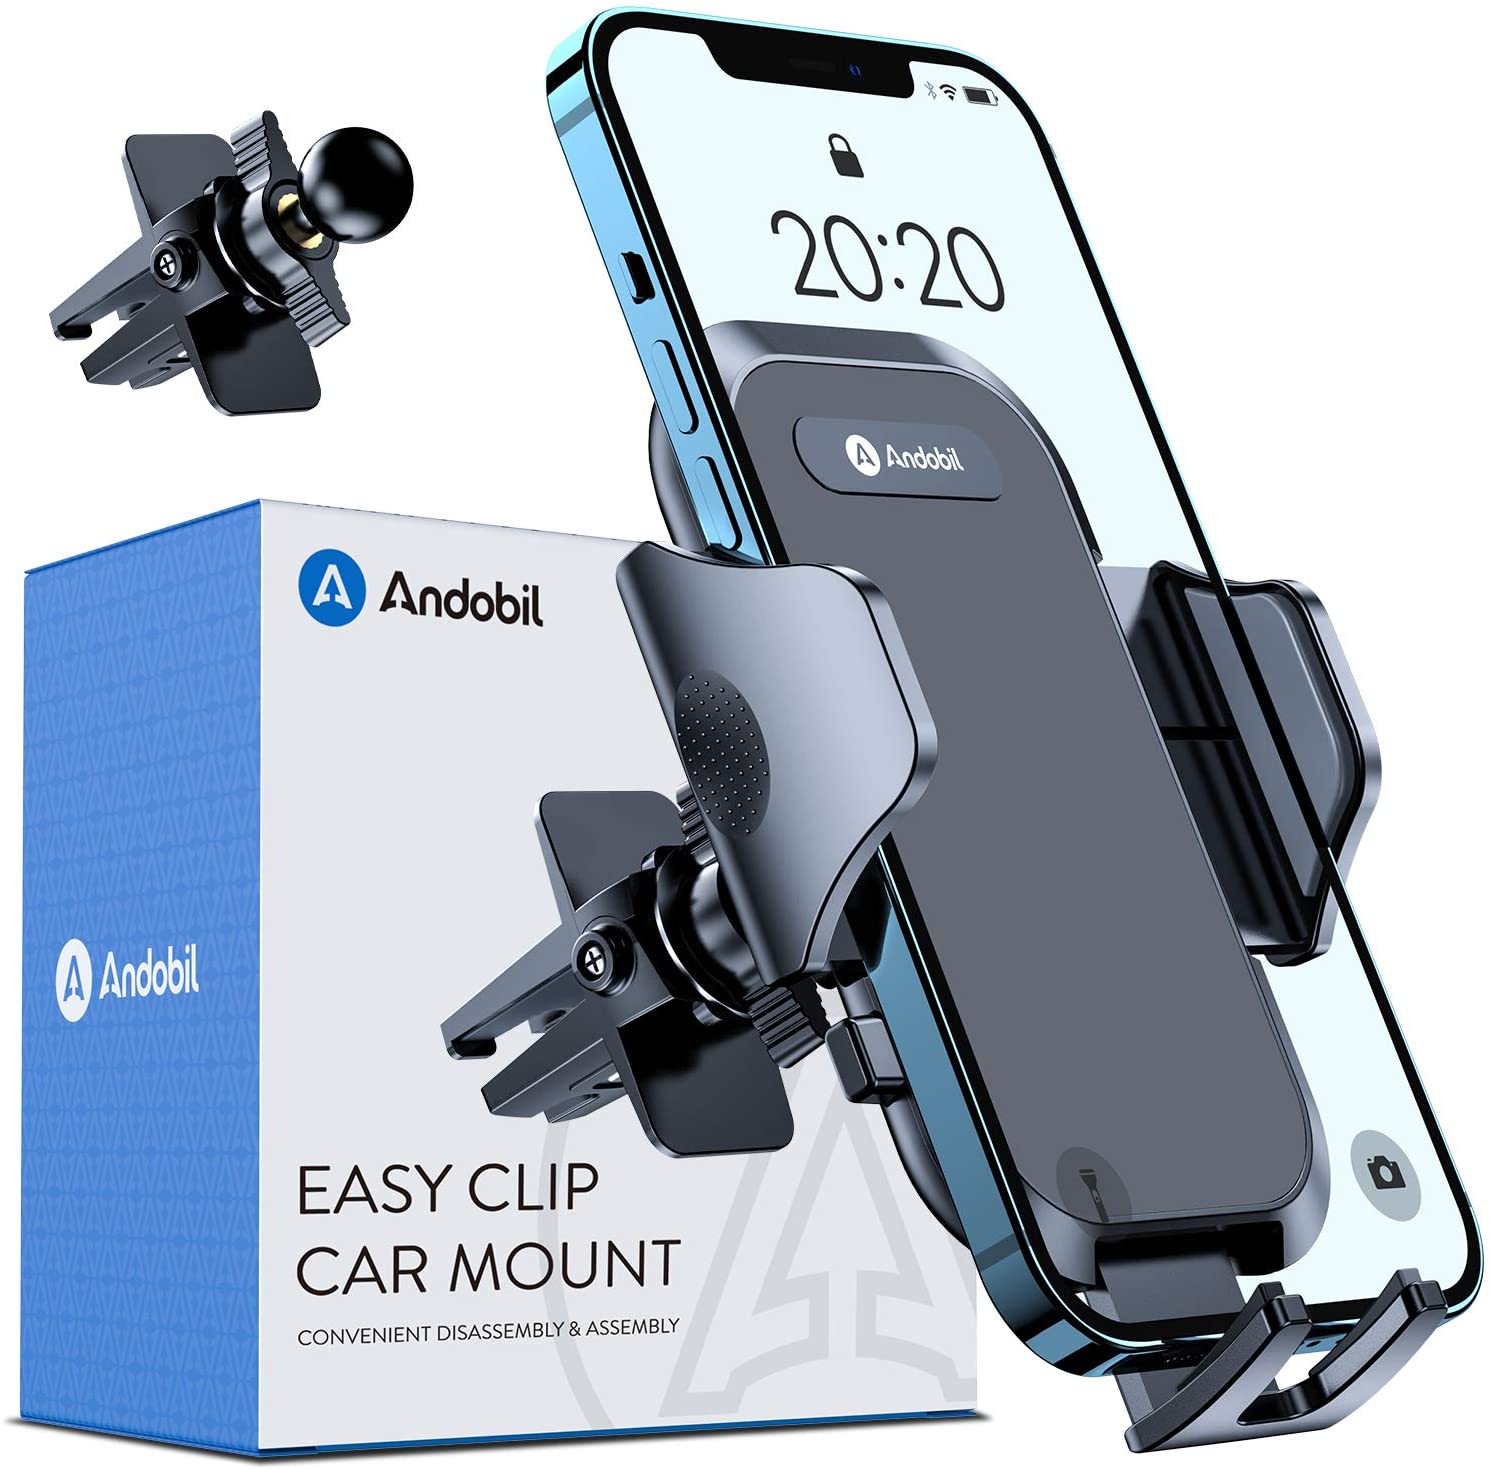 20:20
Andobil
Andobil
Andobil
EASY CLIP
CAR MOUNT
CONVENIENT DISASSEMBLY & ASSEMBLY